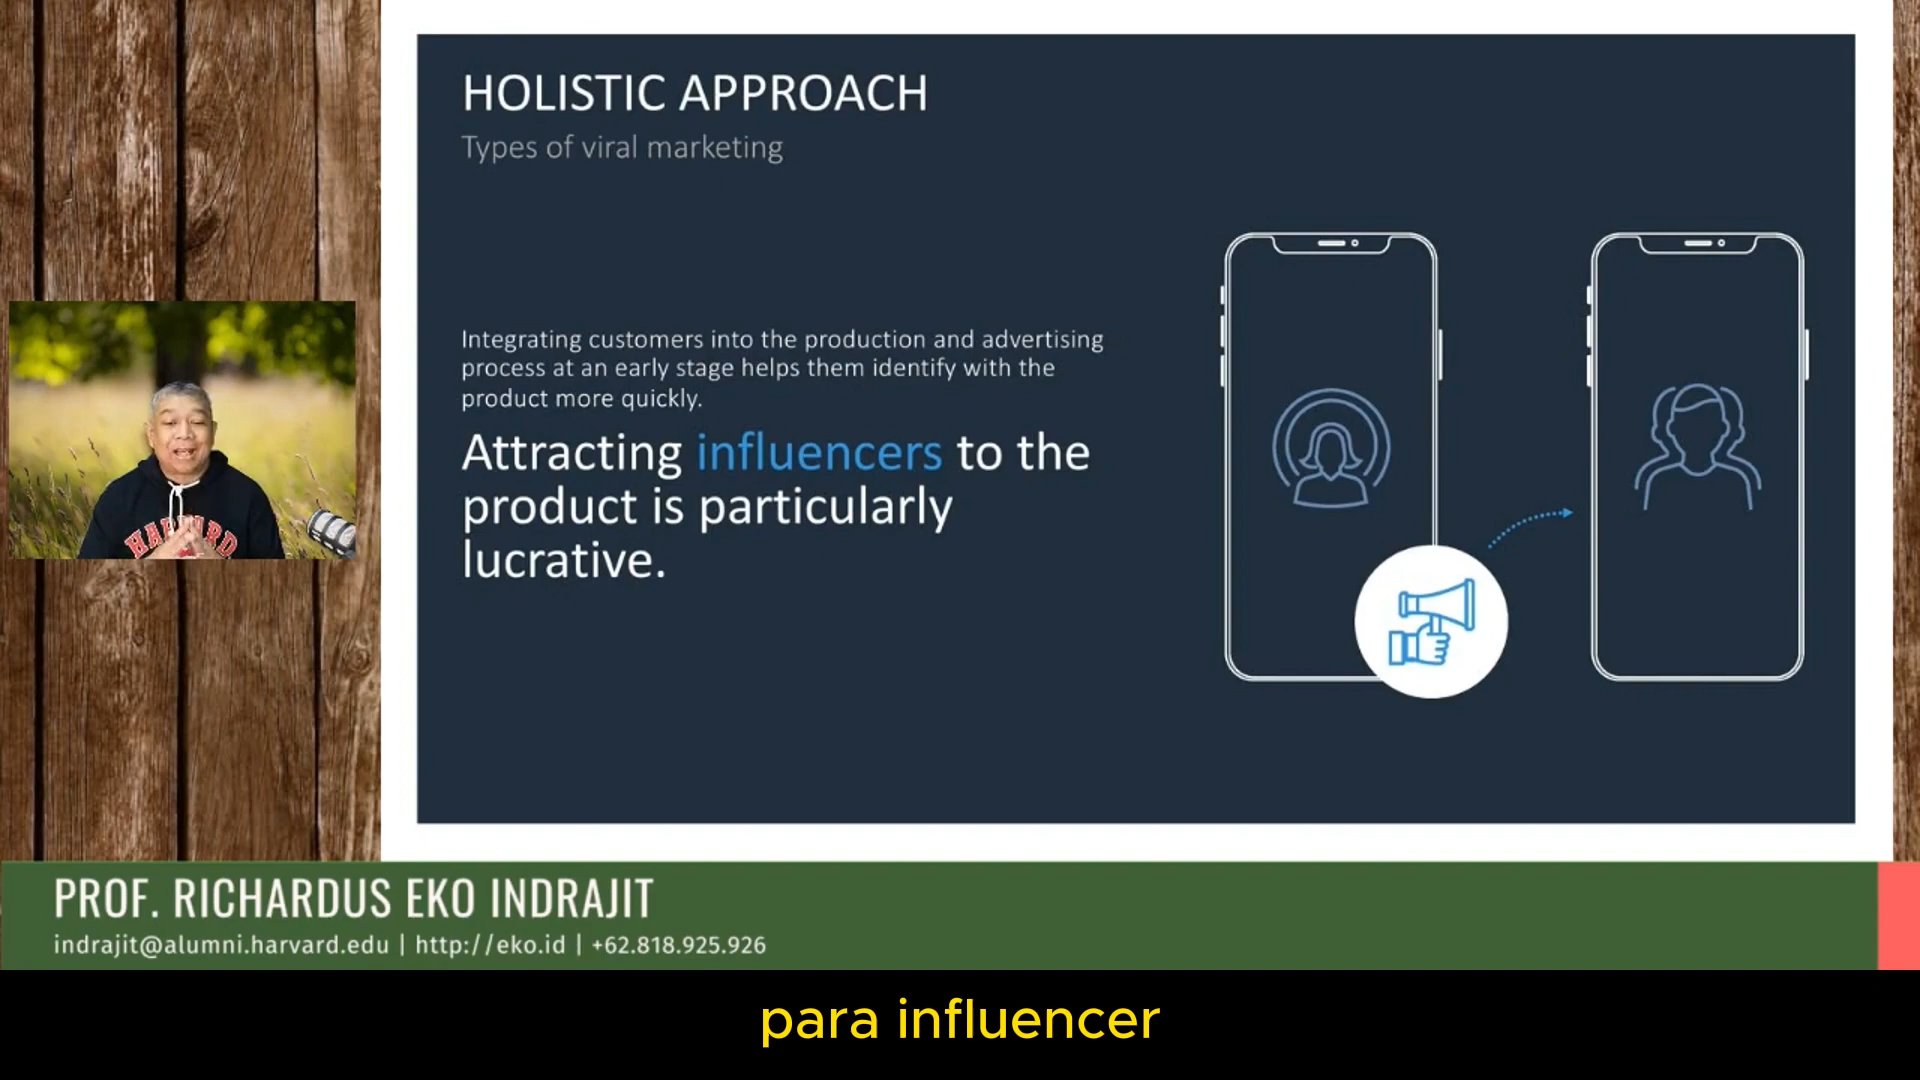 HOLISTIC APPROACH
Types of viral marketing
Integrating customers into the production and advertising
process at an early stage helps them identify with the
product more quickly.
Attracting influencers to the
product is particularly
lucrative.
HARVARD
PROF. RICHARDUS EKO INDRAJIT
indrajit@alumni.harvard.edu | http://eko.id | +62.818.925.926
para influencer